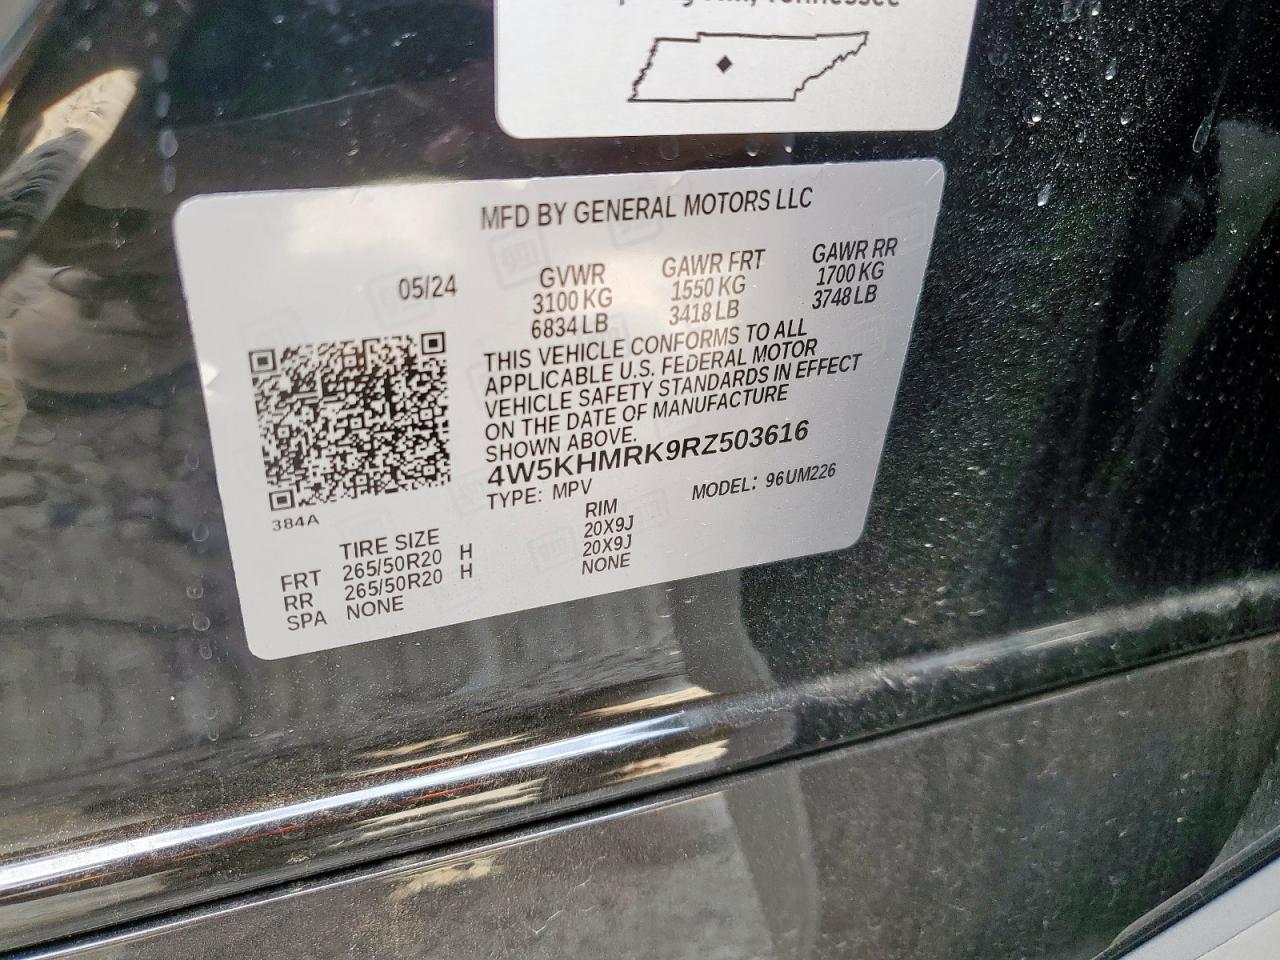 Tennessee
MFD BY GENERAL MOTORS LLC
05/24
GVWR
3100 KG
6834 LB
GAWR FRT
1550 KG
3418 LB
GAWR RR
1700 KG
3748 LB
THIS VEHICLE CONFORMS TO ALL
APPLICABLE U.S. FEDERAL MOTOR
VEHICLE SAFETY STANDARDS IN EFFECT
ON THE DATE OF MANUFACTURE
SHOWN ABOVE.
4W5KHMRK9RZ503616
TYPE: MPV
MODEL: 96UM226
384A
TIRE SIZE
RIM
FRT 265/50R20 H 20X9J
RR 265/50R20 H 20X9J
SPA NONE NONE